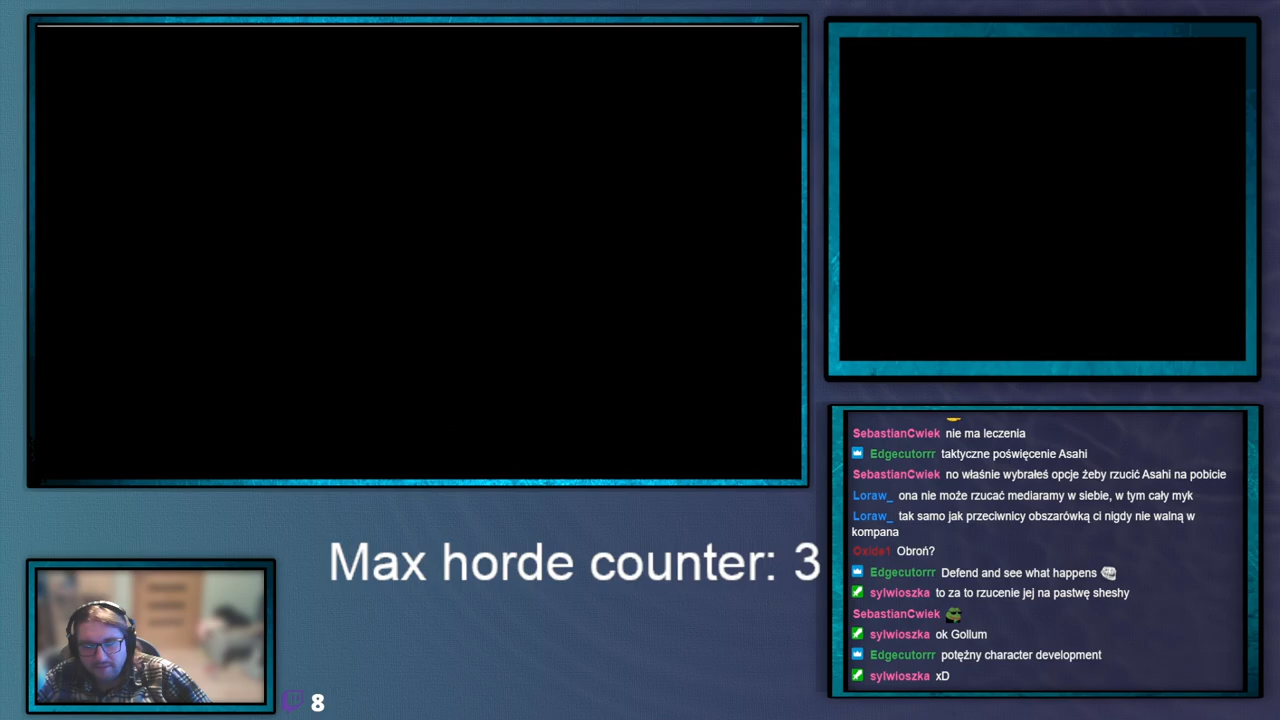 SebastianCwiek nie ma leczenia
Edgecutorrr taktyczne poświęcenie Asahi
SebastianCwiek no właśnie wybrałeś opcje żeby rzucić Asahi na pobicie
Loraw_ ona nie może rzucać mediaramy w siebie, w tym cały myk
Loraw_ tak samo jak przeciwnicy obszarówką ci nigdy nie walną w
kompana
Oxide1 Obroń?
Edgecutorrr Defend and see what happens
sylwioszka to za to rzucenie jej na pastwę sheshy
SebastianCwiek
sylwioszka ok Gollum
Edgecutorrr potężny character development
sylwioszka xD
Max horde counter: 3
8